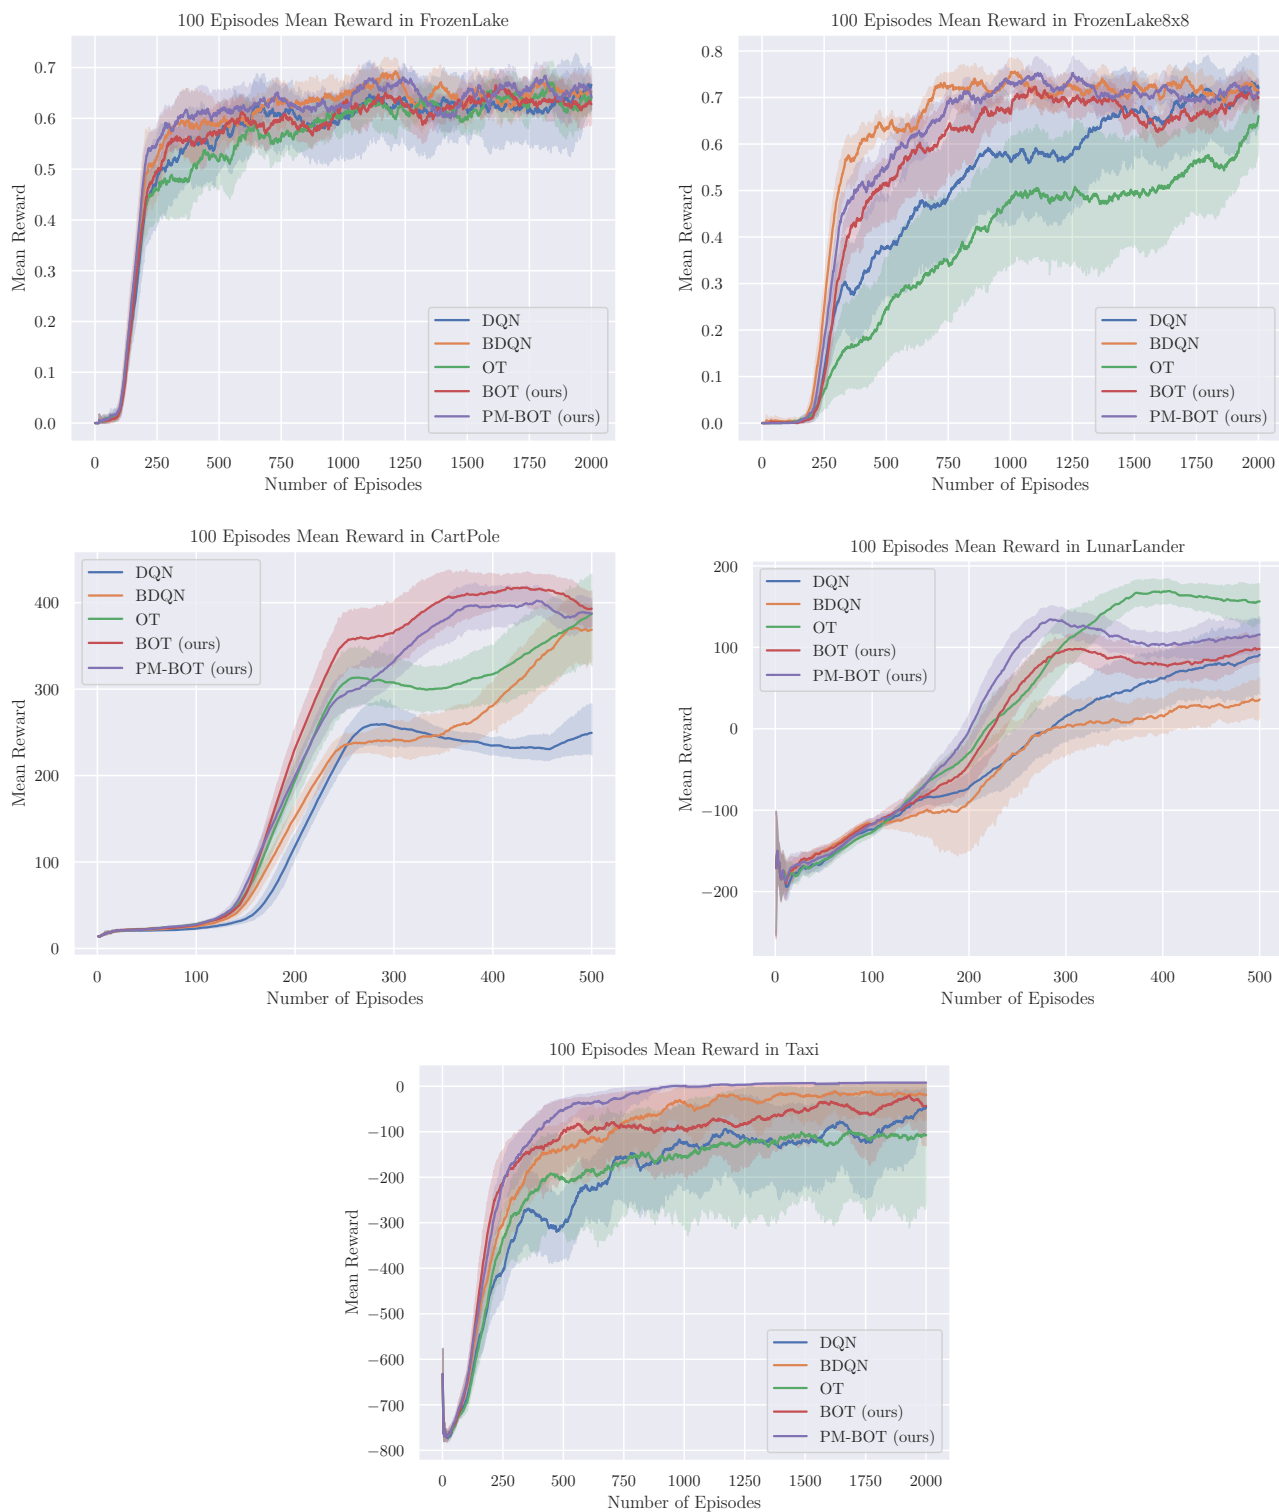 100 Episodes Mean Reward in FrozenLake
Mean Reward
0.7
0.6
0.5
0.4
0.3
0.2
0.1
0.0
DQN
BDQN
OT
BOT (ours)
PM-BOT (ours)
0 250 500 750 1000 1250 1500 1750 2000
Number of Episodes
100 Episodes Mean Reward in FrozenLake8x8
Mean Reward
0.8
0.7
0.6
0.5
0.4
0.3
0.2
0.1
0.0
DQN
BDQN
OT
BOT (ours)
PM-BOT (ours)
0 250 500 750 1000 1250 1500 1750 2000
Number of Episodes
100 Episodes Mean Reward in CartPole
Mean Reward
400
300
200
100
0
DQN
BDQN
OT
BOT (ours)
PM-BOT (ours)
0 100 200 300 400 500
Number of Episodes
100 Episodes Mean Reward in LunarLander
Mean Reward
200
100
0
−100
−200
DQN
BDQN
OT
BOT (ours)
PM-BOT (ours)
0 100 200 300 400 500
Number of Episodes
100 Episodes Mean Reward in Taxi
Mean Reward
0
−100
−200
−300
−400
−500
−600
−700
−800
DQN
BDQN
OT
BOT (ours)
PM-BOT (ours)
0 250 500 750 1000 1250 1500 1750 2000
Number of Episodes